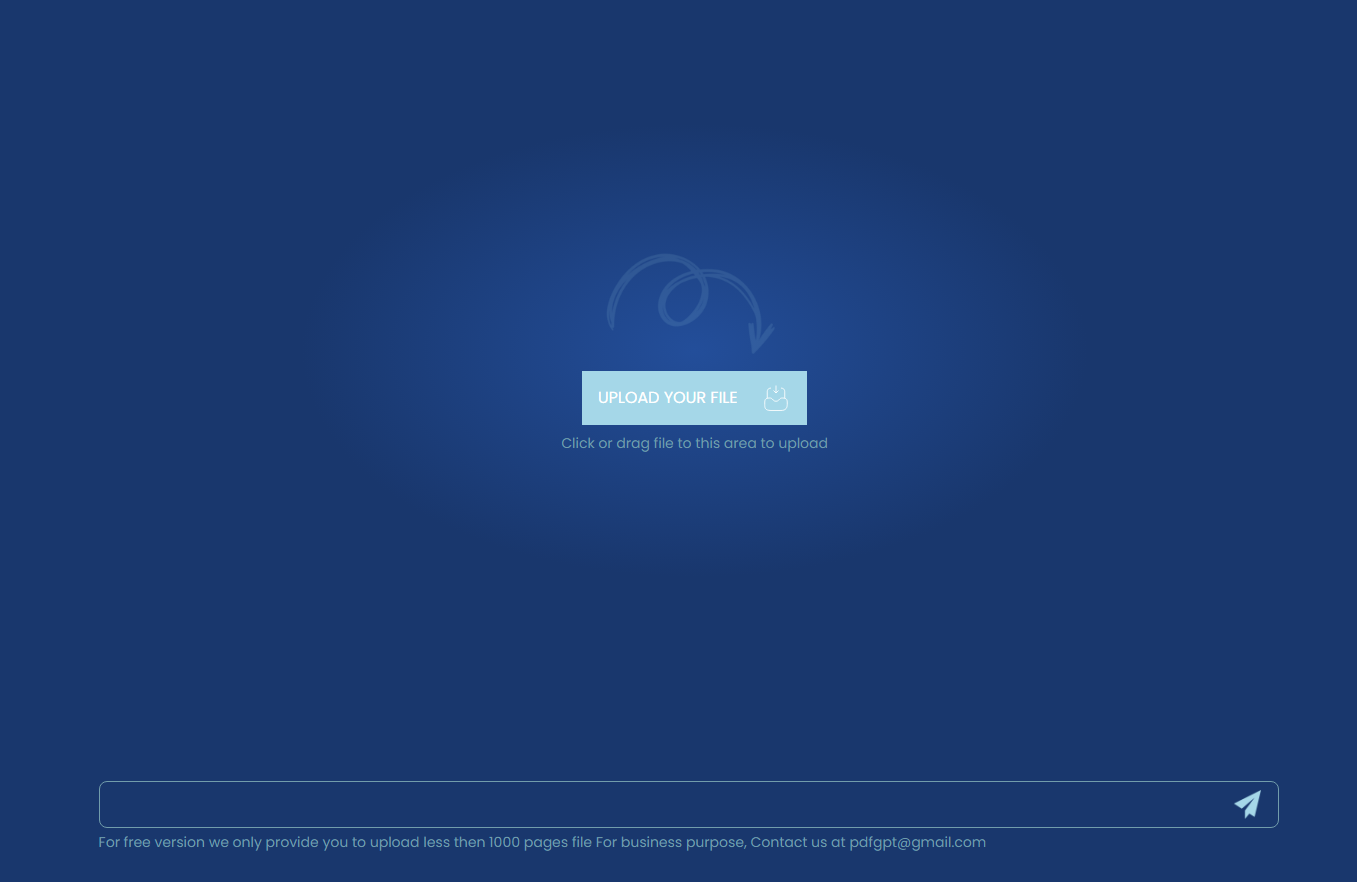 UPLOAD YOUR FILE
Click or drag file to this area to upload
For free version we only provide you to upload less then 1000 pages file For business purpose, Contact us at pdfgpt@gmail.com